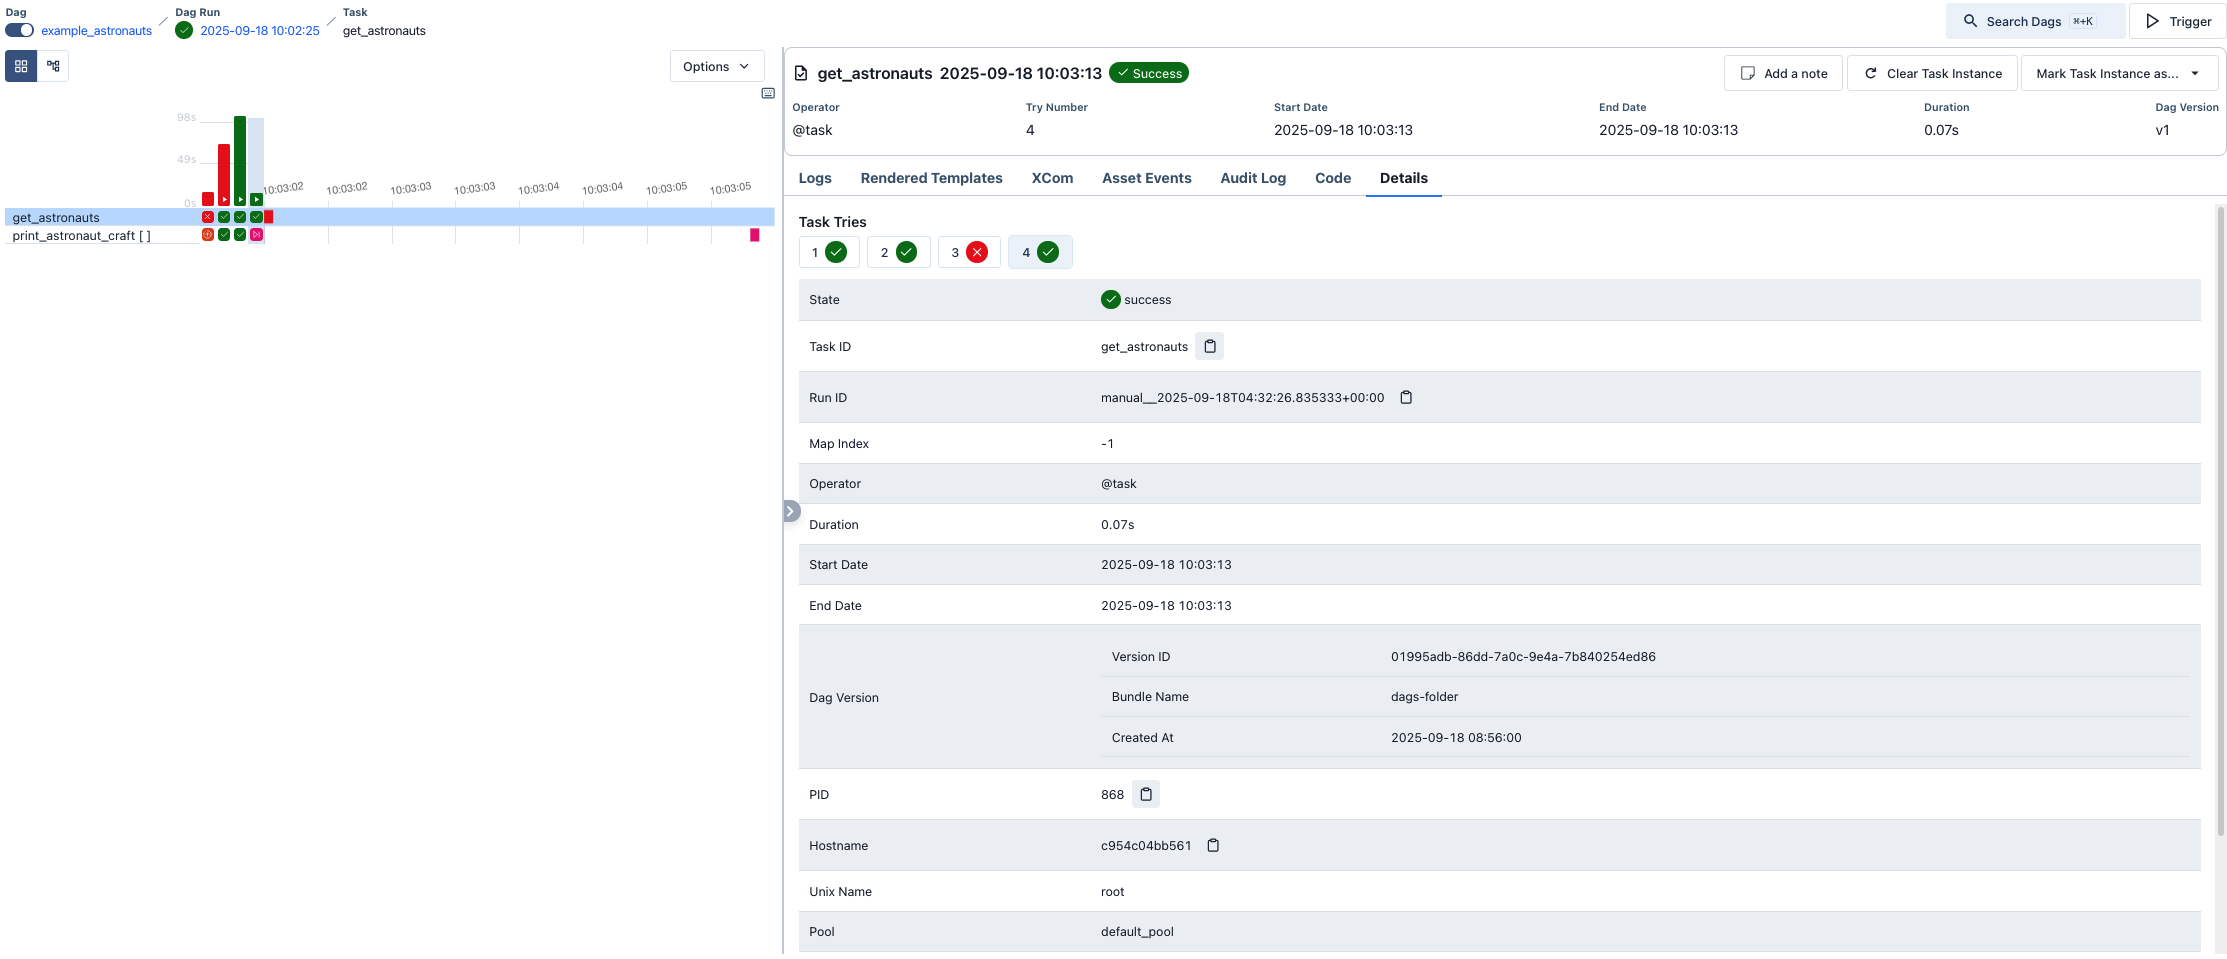 Dag
example_astronauts
Dag Run
2025-09-18 10:02:25
Task
get_astronauts
Search Dags ⌘+K
Trigger
Options
98s
49s
0s
10:03:02
10:03:02
10:03:03
10:03:03
10:03:04
10:03:04
10:03:05
10:03:05
get_astronauts
print_astronaut_craft [ ]
get_astronauts 2025-09-18 10:03:13 Success
Add a note
Clear Task Instance
Mark Task Instance as...
Operator
@task
Try Number
4
Start Date
2025-09-18 10:03:13
End Date
2025-09-18 10:03:13
Duration
0.07s
Dag Version
v1
Logs Rendered Templates XCom Asset Events Audit Log Code Details
Task Tries
1 2 3 4
State success
Task ID get_astronauts
Run ID manual__2025-09-18T04:32:26.835333+00:00
Map Index -1
Operator @task
Duration 0.07s
Start Date 2025-09-18 10:03:13
End Date 2025-09-18 10:03:13
Dag Version
Version ID 01995adb-86dd-7a0c-9e4a-7b840254ed86
Bundle Name dags-folder
Created At 2025-09-18 08:56:00
PID 868
Hostname c954c04bb561
Unix Name root
Pool default_pool